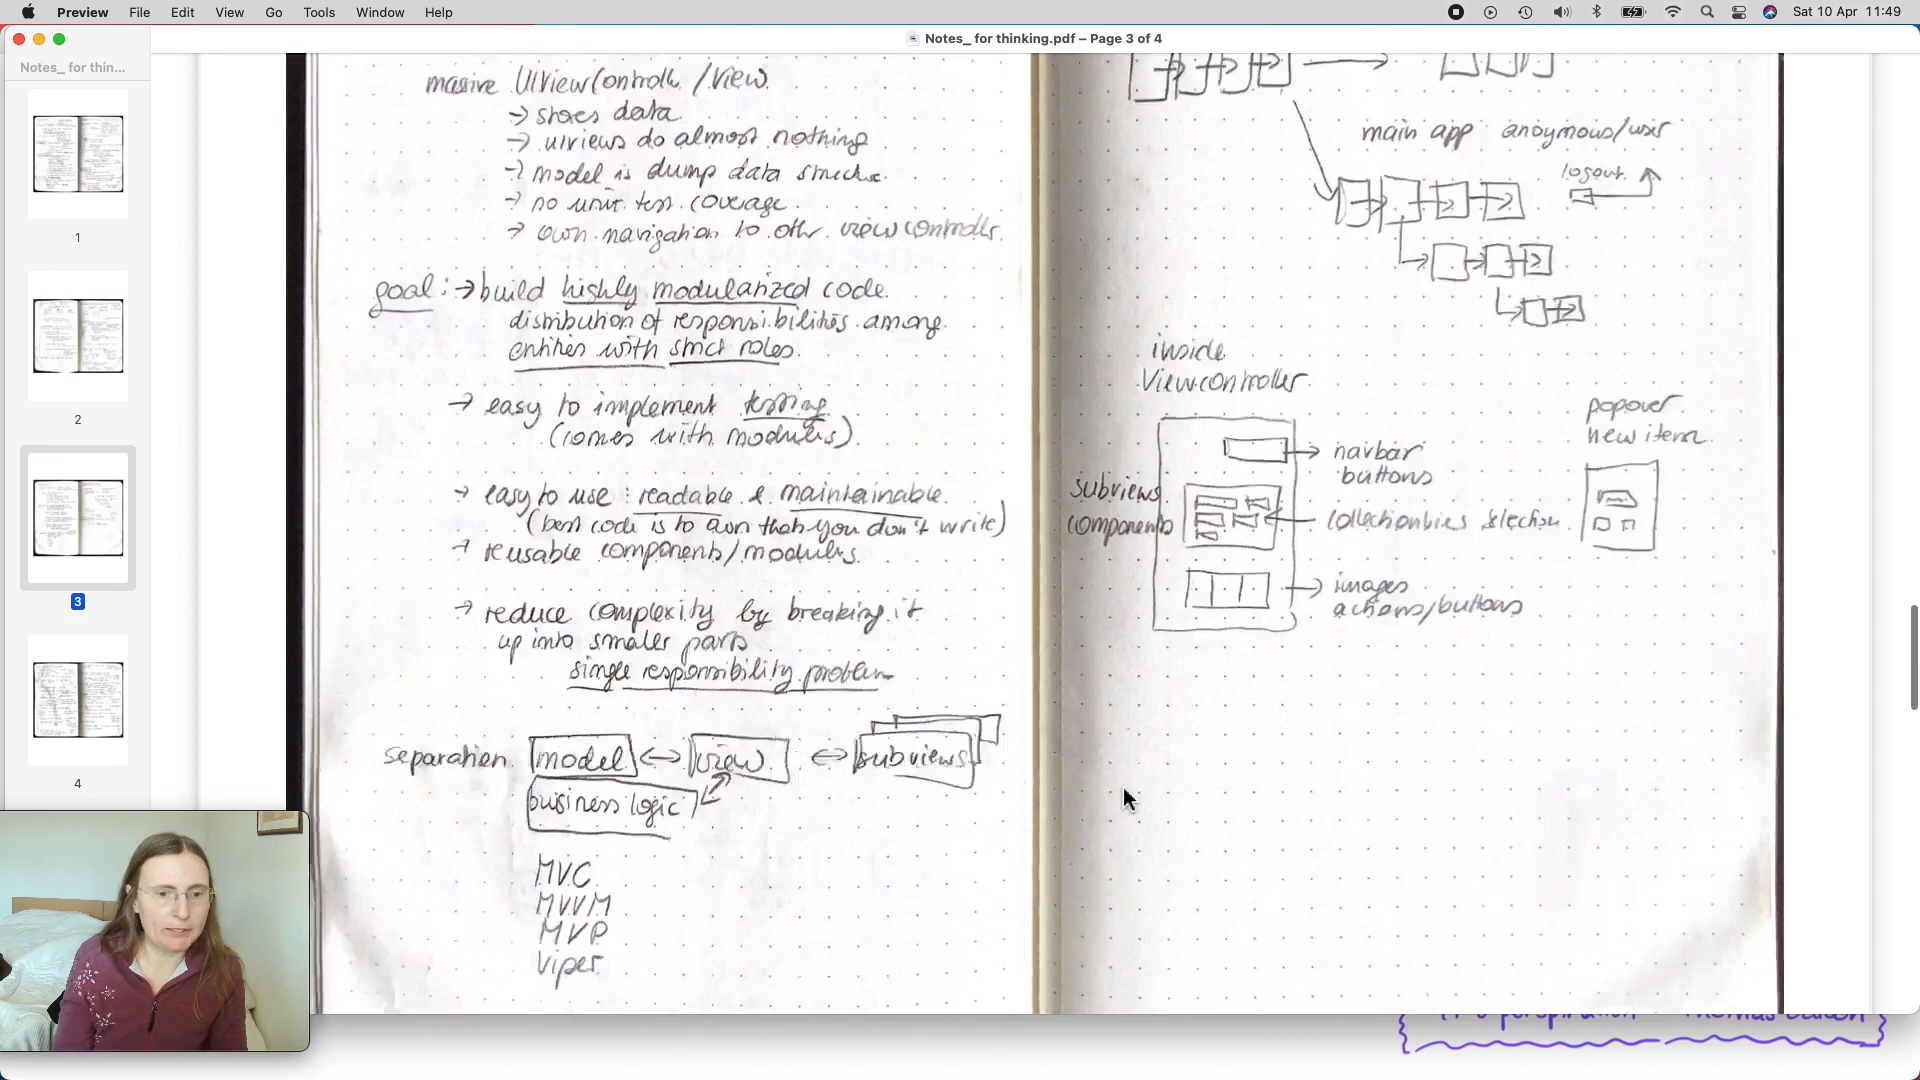 Preview File Edit View Go Tools Window Help
Sat 10 Apr 11:49
Notes_ for thinking.pdf – Page 3 of 4
Notes_ for thin...
1
2
3
4
massive UIViewControlle /View
→ stores data
→ uiviews do almost nothing
→ model is dump data structure.
→ no unit test coverage.
→ own navigation to other viewcontrollers.
goal: → build highly modularized code.
distribution of responsibilities among
entities with strict roles.
→ easy to implement testing
(comes with modules).
→ easy to use: readable & maintainable.
(best code is to own that you don't write)
→ reusable components/modules.
→ reduce complexity by breaking it
up into smaller parts
single responsibility problem
separation. model ↔ view ↔ subviews
business logic
MVC
MVVM
MVP
Viper
main app anoymous/user
logout
inside
Viewcontroller
popover
new item
navbar
buttons
subviews
components
selection
images
actions/buttons
perspiration